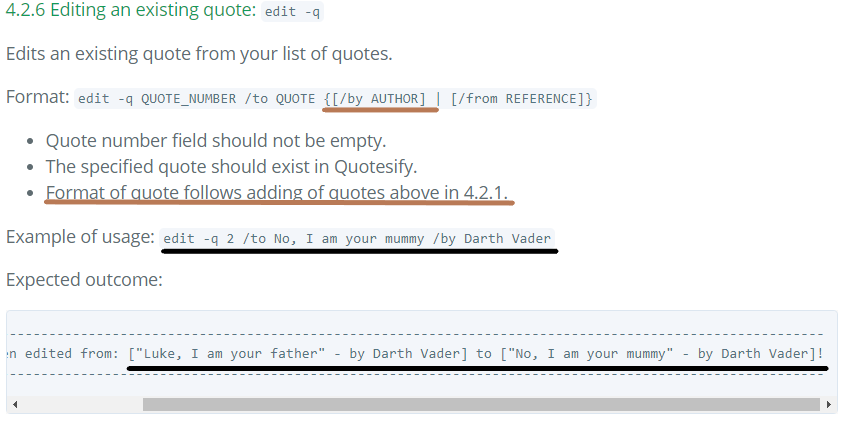 4.2.6 Editing an existing quote: edit -q
Edits an existing quote from your list of quotes.
Format: edit -q QUOTE_NUMBER /to QUOTE {[/by AUTHOR] | [/from REFERENCE]}
• Quote number field should not be empty.
• The specified quote should exist in Quotesify.
• Format of quote follows adding of quotes above in 4.2.1.
Example of usage: edit -q 2 /to No, I am your mummy /by Darth Vader
Expected outcome:
--------------------------------------------------------------------------------------------------------
n edited from: ["Luke, I am your father" - by Darth Vader] to ["No, I am your mummy" - by Darth Vader]!
--------------------------------------------------------------------------------------------------------